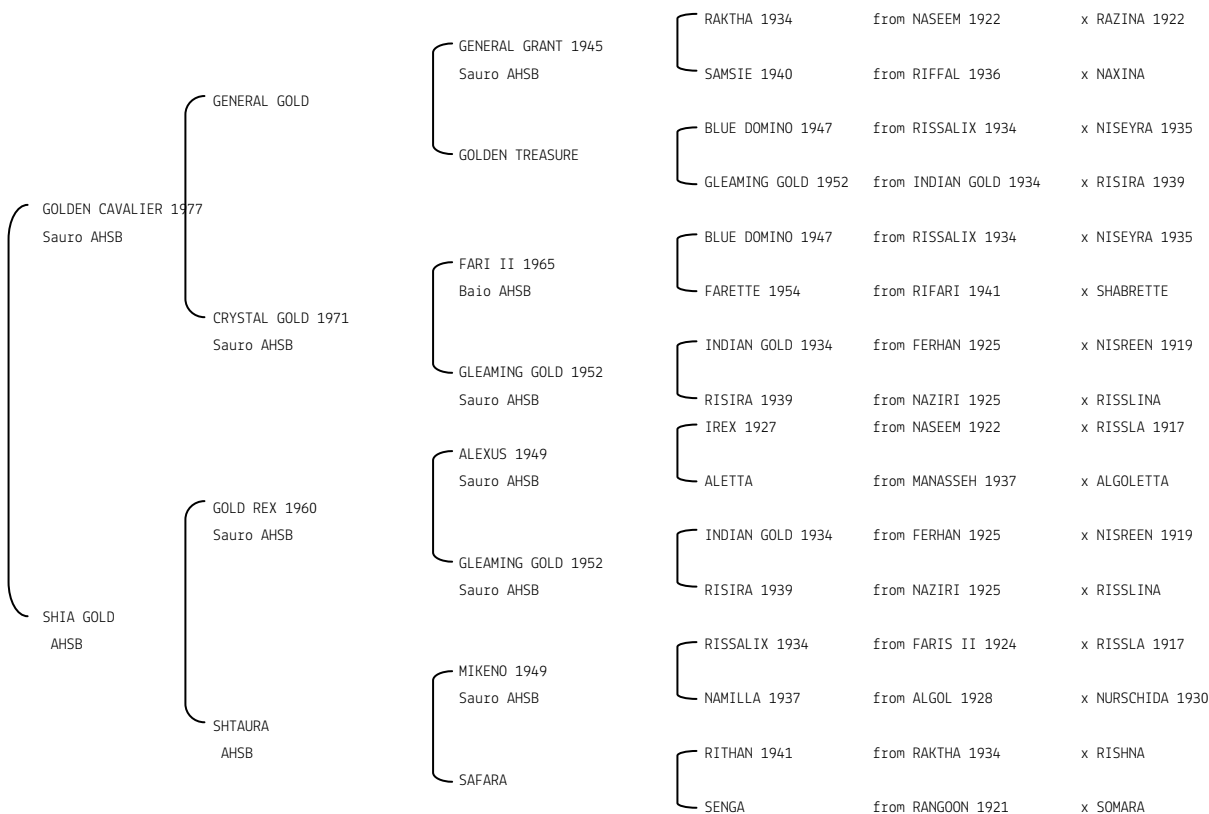 RAKTHA 1934 from NASEEM 1922 x RAZINA 1922
GENERAL GRANT 1945
Sauro AHSB SAMSIE 1940 from RIFFAL 1936 x NAXINA
GENERAL GOLD
BLUE DOMINO 1947 from RISSALIX 1934 x NISEYRA 1935
GOLDEN TREASURE
GLEAMING GOLD 1952 from INDIAN GOLD 1934 x RISIRA 1939
GOLDEN CAVALIER 1977
Sauro AHSB BLUE DOMINO 1947 from RISSALIX 1934 x NISEYRA 1935
FARI II 1965
Baio AHSB FARETTE 1954 from RIFARI 1941 x SHABRETTE
CRYSTAL GOLD 1971
Sauro AHSB INDIAN GOLD 1934 from FERHAN 1925 x NISREEN 1919
GLEAMING GOLD 1952
Sauro AHSB RISIRA 1939 from NAZIRI 1925 x RISSLINA
IREX 1927 from NASEEM 1922 x RISSLA 1917
ALEXUS 1949
Sauro AHSB ALETTA from MANASSEH 1937 x ALGOLETTA
GOLD REX 1960
Sauro AHSB INDIAN GOLD 1934 from FERHAN 1925 x NISREEN 1919
GLEAMING GOLD 1952
Sauro AHSB RISIRA 1939 from NAZIRI 1925 x RISSLINA
SHIA GOLD
AHSB RISSALIX 1934 from FARIS II 1924 x RISSLA 1917
MIKENO 1949
Sauro AHSB NAMILLA 1937 from ALGOL 1928 x NURSCHIDA 1930
SHTAURA
AHSB RITHAN 1941 from RAKTHA 1934 x RISHNA
SAFARA
SENGA from RANGOON 1921 x SOMARA